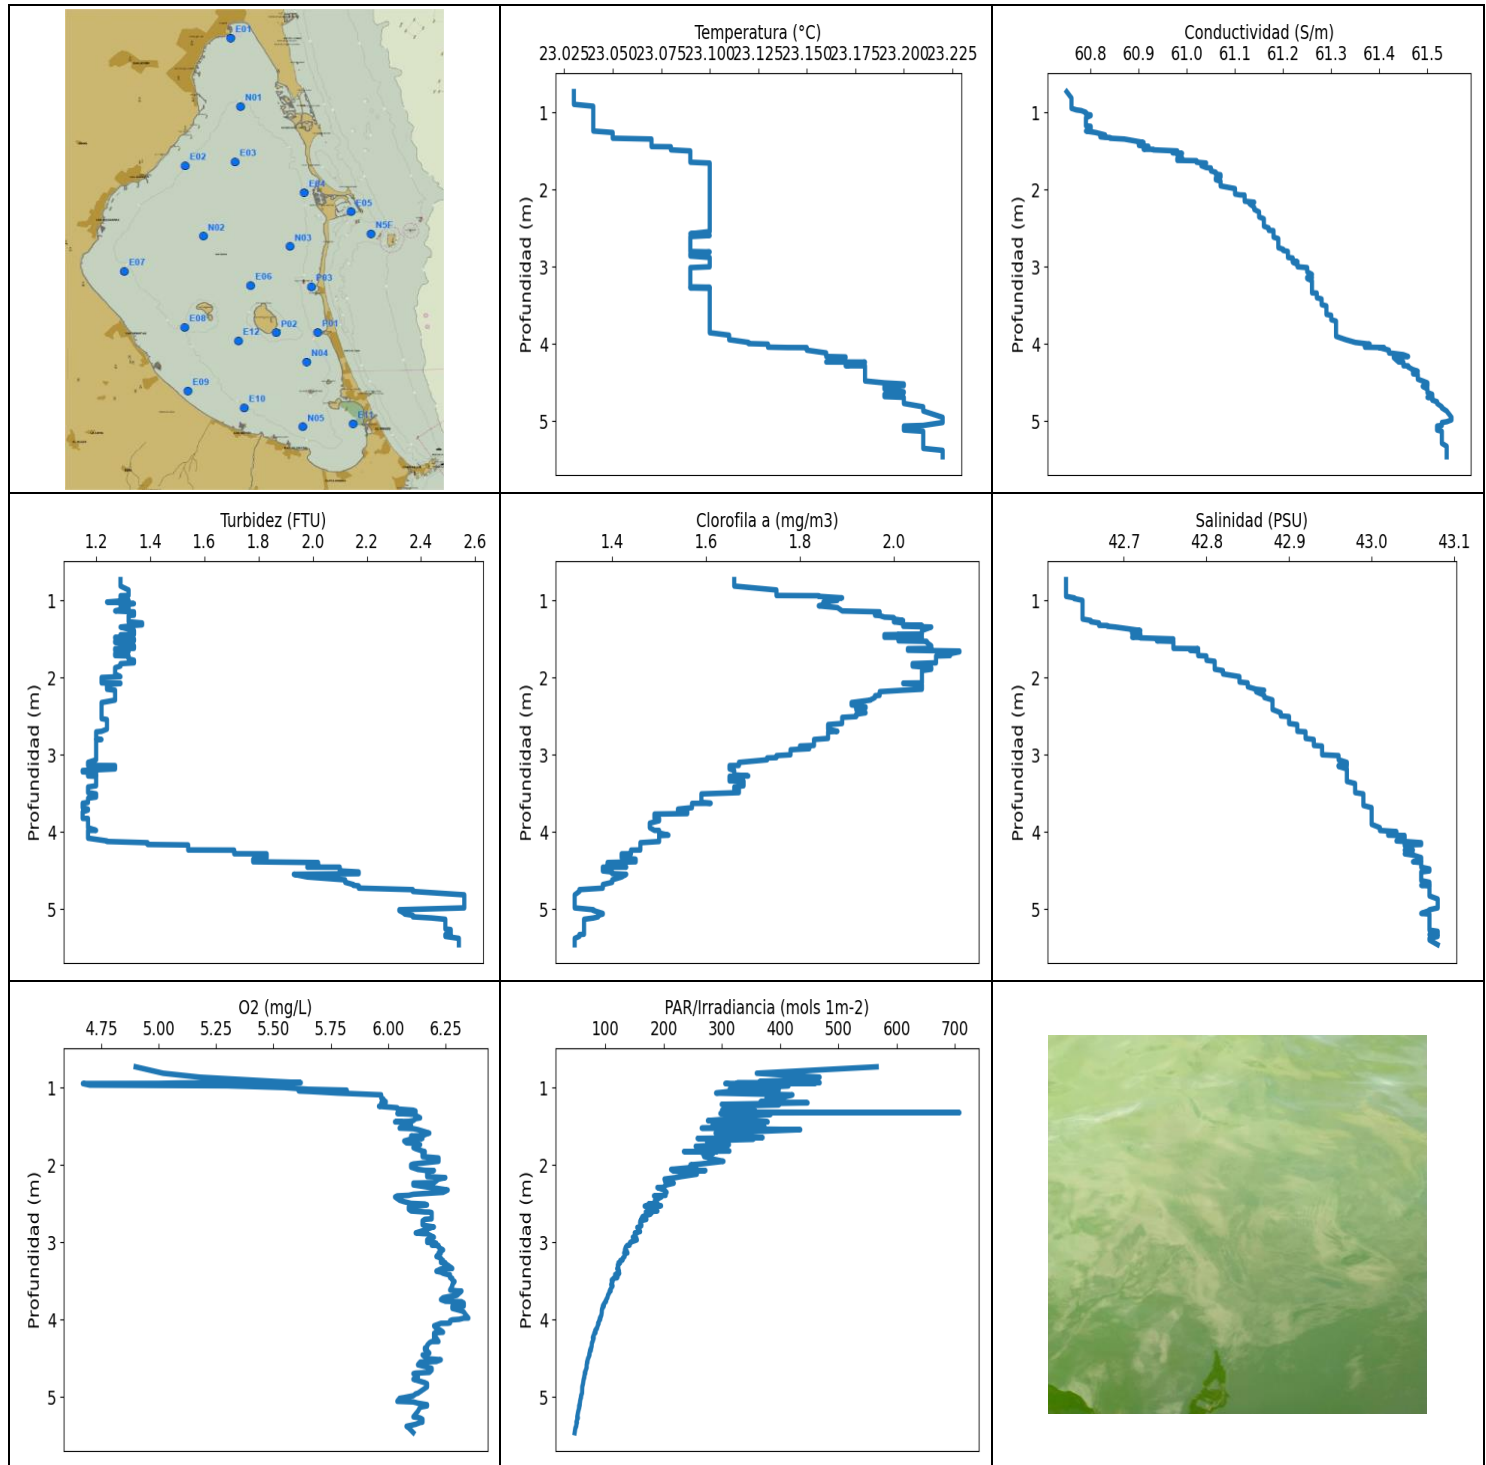 E01
N01
E02
E03
E04
E05
N5F
N02
N03
E07
E06
P03
E08
E12
P02
P01
N04
E09
E10
N05
E11
Temperatura (°C)
23.025 23.050 23.075 23.100 23.125 23.150 23.175 23.200 23.225
Profundidad (m)
1
2
3
4
5
Conductividad (S/m)
60.8 60.9 61.0 61.1 61.2 61.3 61.4 61.5
Profundidad (m)
1
2
3
4
5
Turbidez (FTU)
1.2 1.4 1.6 1.8 2.0 2.2 2.4 2.6
Profundidad (m)
1
2
3
4
5
Clorofila a (mg/m3)
1.4 1.6 1.8 2.0
Profundidad (m)
1
2
3
4
5
Salinidad (PSU)
42.7 42.8 42.9 43.0 43.1
Profundidad (m)
1
2
3
4
5
O2 (mg/L)
4.75 5.00 5.25 5.50 5.75 6.00 6.25
Profundidad (m)
1
2
3
4
5
PAR/Irradiancia (mols 1m-2)
100 200 300 400 500 600 700
Profundidad (m)
1
2
3
4
5